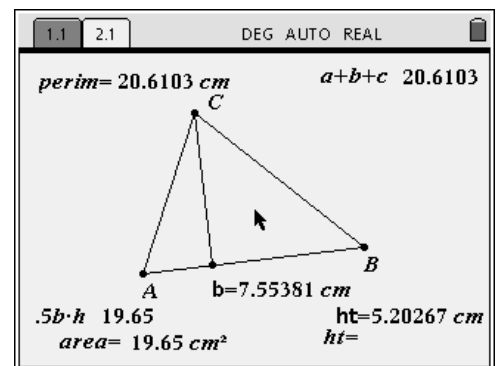 1.1 2.1 DEG AUTO REAL
perim= 20.6103 cm a+b+c 20.6103
C
B
A
b=7.55381 cm
.5b·h 19.65 ht=5.20267 cm
area= 19.65 cm² ht=